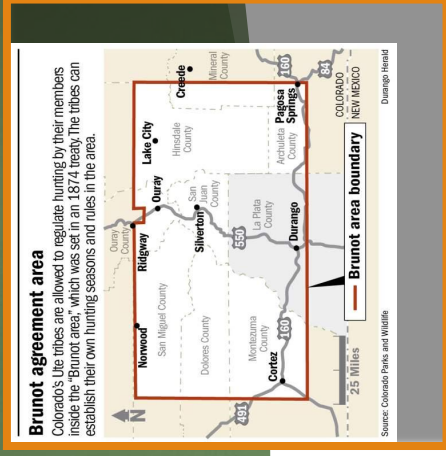 Brunot agreement area
Colorado's Ute tribes are allowed to regulate hunting by their members
inside the "Brunot area," which was set in an 1874 treaty. The tribes can
establish their own hunting seasons and rules in the area.
N
491
Norwood
Ridgway
Ouray
County
Ouray
Lake City
Creede
Mineral
County
Hinsdale
County
San Miguel County
San
Juan
County
Silverton
Dolores County
550
La Plata
County
Archuleta
County
Pagosa
Springs
160
84
Montezuma
County
160
Cortez
Durango
COLORADO
NEW MEXICO
25 Miles
Brunot area boundary
Source: Colorado Parks and Wildlife
Durango Herald